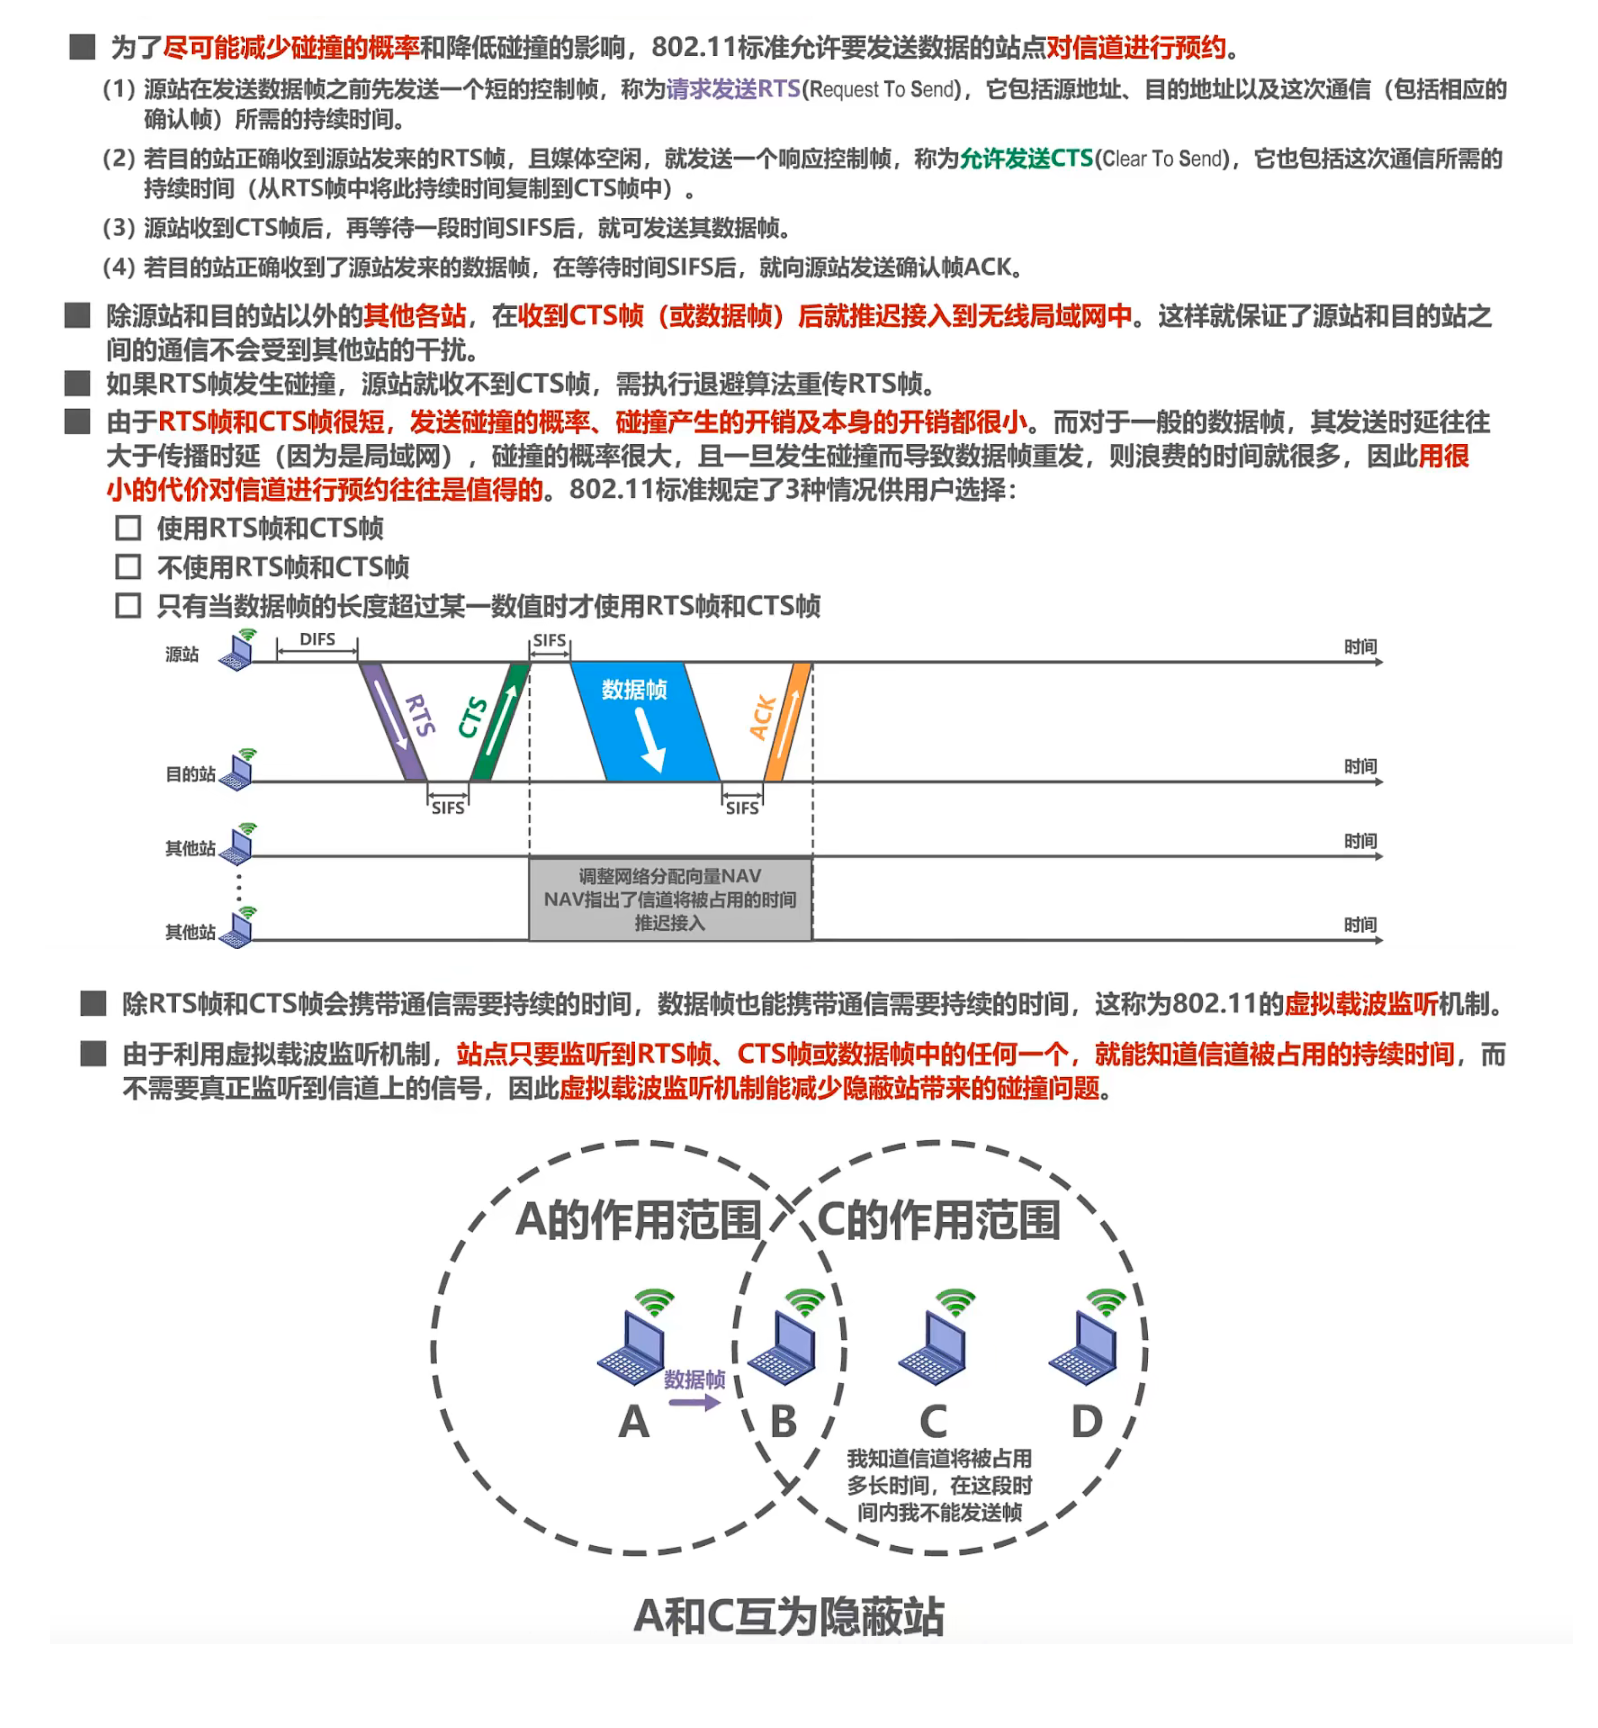 为了尽可能减少碰撞的概率和降低碰撞的影响，802.11标准允许要发送数据的站点对信道进行预约。
(1) 源站在发送数据帧之前先发送一个短的控制帧，称为请求发送RTS(Request To Send)，它包括源地址、目的地址以及这次通信（包括相应的
确认帧）所需的持续时间。
(2) 若目的站正确收到源站发来的RTS帧，且媒体空闲，就发送一个响应控制帧，称为允许发送CTS(Clear To Send)，它也包括这次通信所需的
持续时间（从RTS帧中将此持续时间复制到CTS帧中）。
(3) 源站收到CTS帧后，再等待一段时间SIFS后，就可发送其数据帧。
(4) 若目的站正确收到了源站发来的数据帧，在等待时间SIFS后，就向源站发送确认帧ACK。
除源站和目的站以外的其他各站，在收到CTS帧（或数据帧）后就推迟接入到无线局域网中。这样就保证了源站和目的站之
间的通信不会受到其他站的干扰。
如果RTS帧发生碰撞，源站就收不到CTS帧，需执行退避算法重传RTS帧。
由于RTS帧和CTS帧很短，发送碰撞的概率、碰撞产生的开销及本身的开销都很小。而对于一般的数据帧，其发送时延往往
大于传播时延（因为是局域网），碰撞的概率很大，且一旦发生碰撞而导致数据帧重发，则浪费的时间就很多，因此用很
小的代价对信道进行预约往往是值得的。802.11标准规定了3种情况供用户选择：
使用RTS帧和CTS帧
不使用RTS帧和CTS帧
只有当数据帧的长度超过某一数值时才使用RTS帧和CTS帧
源站
DIFS
SIFS
时间
RTS
CTS
数据帧
ACK
目的站
时间
SIFS
SIFS
其他站
时间
调整网络分配向量NAV
NAV指出了信道将被占用的时间
推迟接入
其他站
时间
除RTS帧和CTS帧会携带通信需要持续的时间，数据帧也能携带通信需要持续的时间，这称为802.11的虚拟载波监听机制。
由于利用虚拟载波监听机制，站点只要监听到RTS帧、CTS帧或数据帧中的任何一个，就能知道信道被占用的持续时间，而
不需要真正监听到信道上的信号，因此虚拟载波监听机制能减少隐蔽站带来的碰撞问题。
A的作用范围
C的作用范围
数据帧
A
B
C
D
我知道信道将被占用
多长时间，在这段时
间内我不能发送帧
A和C互为隐蔽站